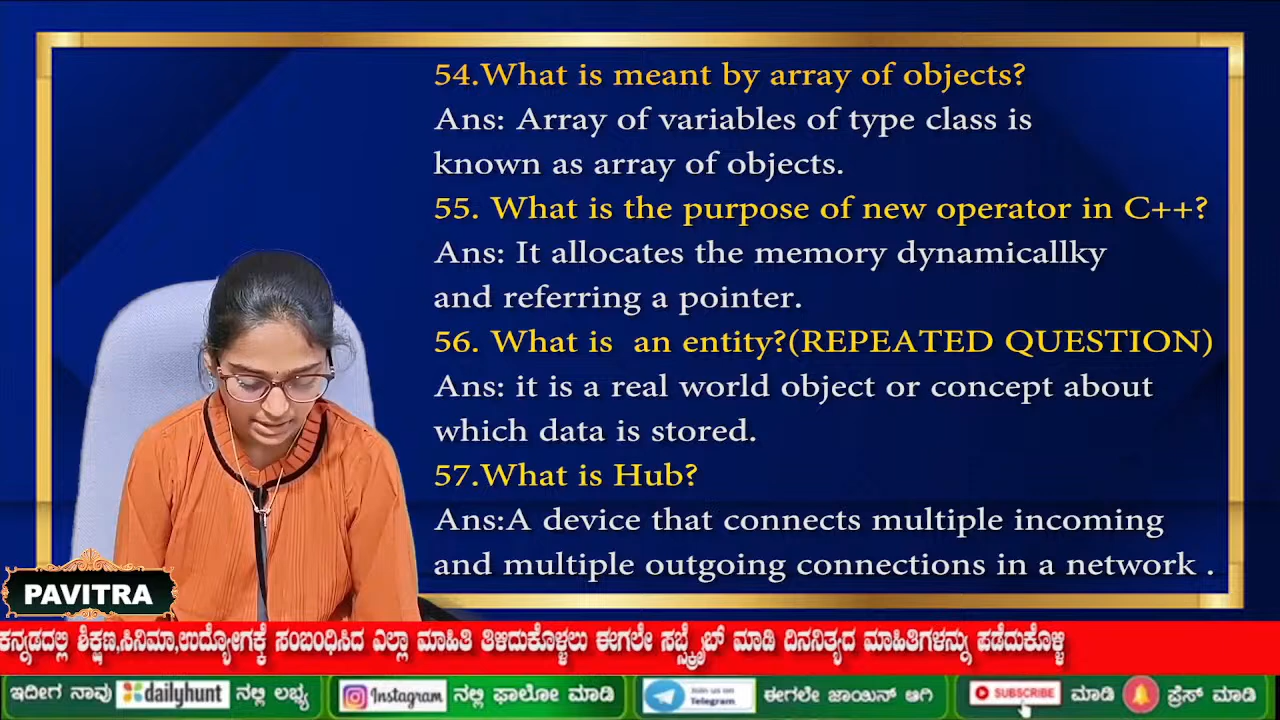 54.What is meant by array of objects?
Ans: Array of variables of type class is
known as array of objects.
55. What is the purpose of new operator in C++?
Ans: It allocates the memory dynamicallky
and referring a pointer.
56. What is  an entity?(REPEATED QUESTION)
Ans: it is a real world object or concept about
which data is stored.
57.What is Hub?
Ans:A device that connects multiple incoming
and multiple outgoing connections in a network .
PAVITRA
ಕನ್ನಡದಲ್ಲಿ ಶಿಕ್ಷಣ,ಸಿನಿಮಾ,ಉದ್ಯೋಗಕ್ಕೆ ಸಂಬಂಧಿಸಿದ ಎಲ್ಲಾ ಮಾಹಿತಿ ತಿಳಿದುಕೊಳ್ಳಲು ಈಗಲೇ ಸಬ್ಸ್ಕ್ರೈಬ್ ಮಾಡಿ ದಿನನಿತ್ಯದ ಮಾಹಿತಿಗಳನ್ನು ಪಡೆದುಕೊಳ್ಳಿ
ಇದೀಗ ನಾವು dailyhunt ನಲ್ಲಿ ಲಭ್ಯ Instagram ನಲ್ಲಿ ಫಾಲೋ ಮಾಡಿ Join us on Telegram ಈಗಲೇ ಜಾಯಿನ್ ಆಗಿ SUBSCRIBE ಮಾಡಿ ಪ್ರೆಸ್ ಮಾಡಿ